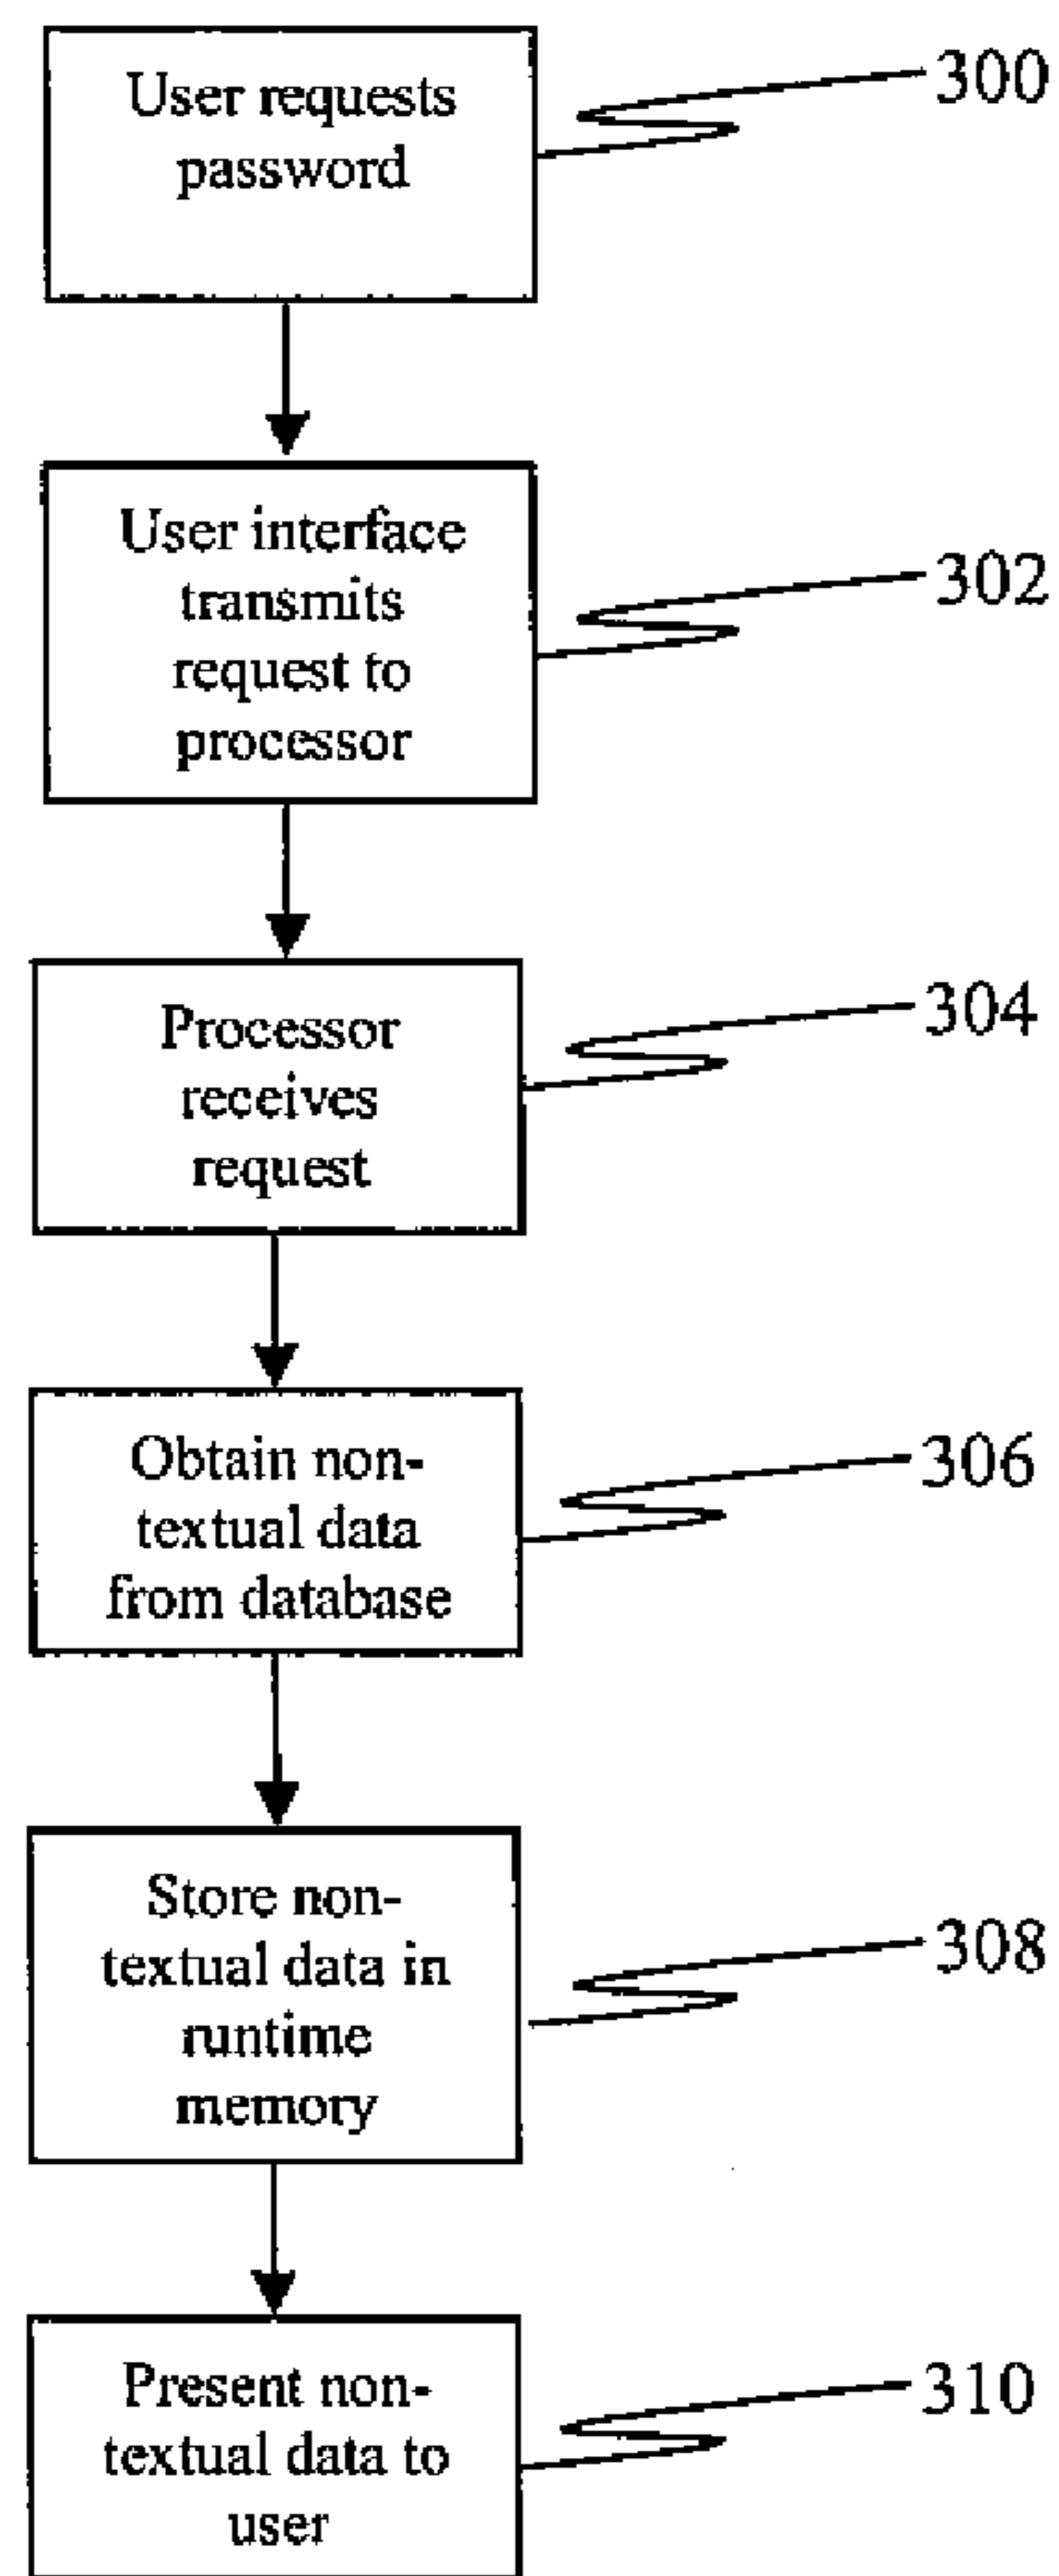 User requests
password
300
User interface
transmits
request to
processor
302
Processor
receives
request
304
Obtain non-
textual data
from database
306
Store non-
textual data in
runtime
memory
308
Present non-
textual data to
user
310